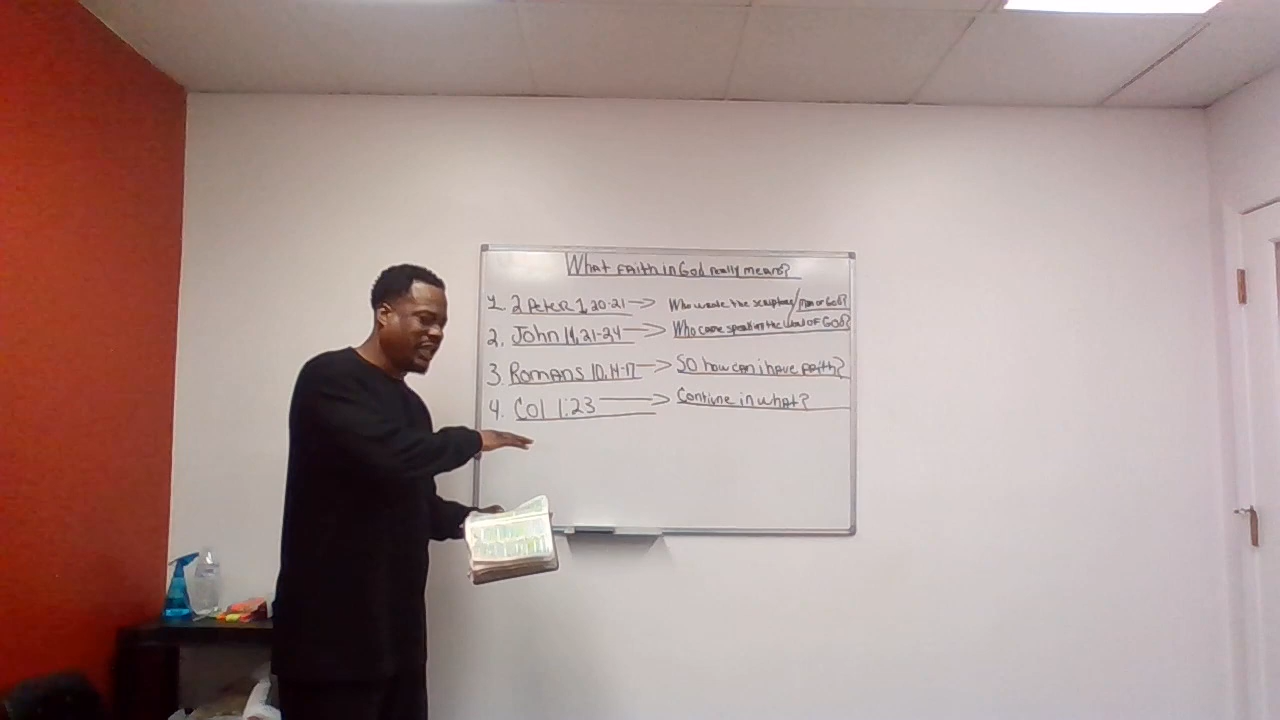 What Faith in God really means?
1. 2 Peter 1,20-21 → Who wrote the scriptures/man or God?
2. John 14,21-24 → Who came speaking the Word of God?
3. Romans 10,14-17 → So how can i have faith?
4. Col 1:23 → Contiune in what?